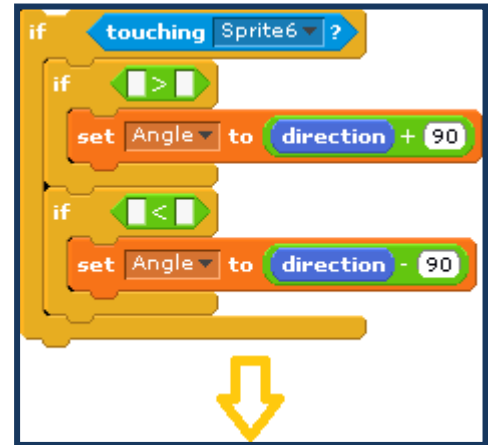 if touching Sprite6 ?
if >
set Angle to direction + 90
if <
set Angle to direction - 90